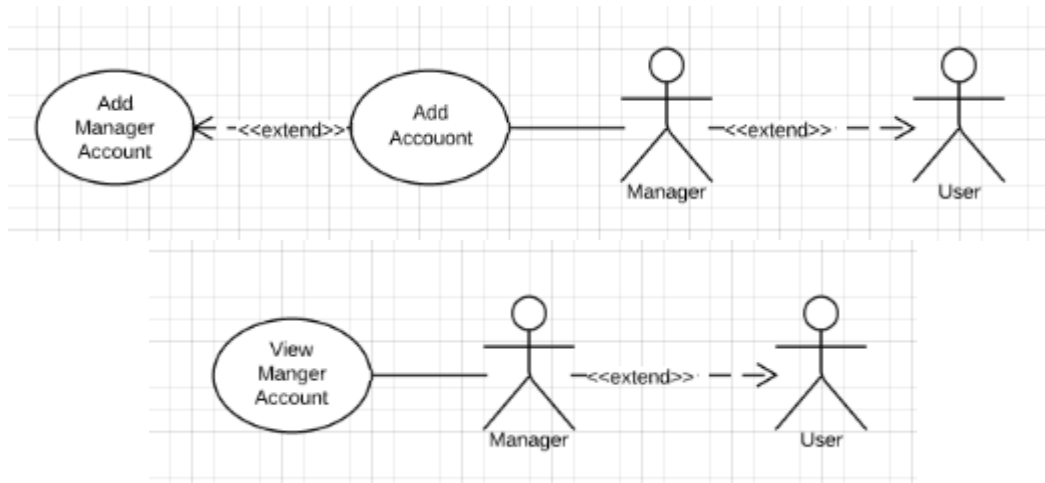 Add
Manager
Account
<<extend>>
Add
Accouont
<<extend>>
Manager
User
View
Manger
Account
<<extend>>
Manager
User